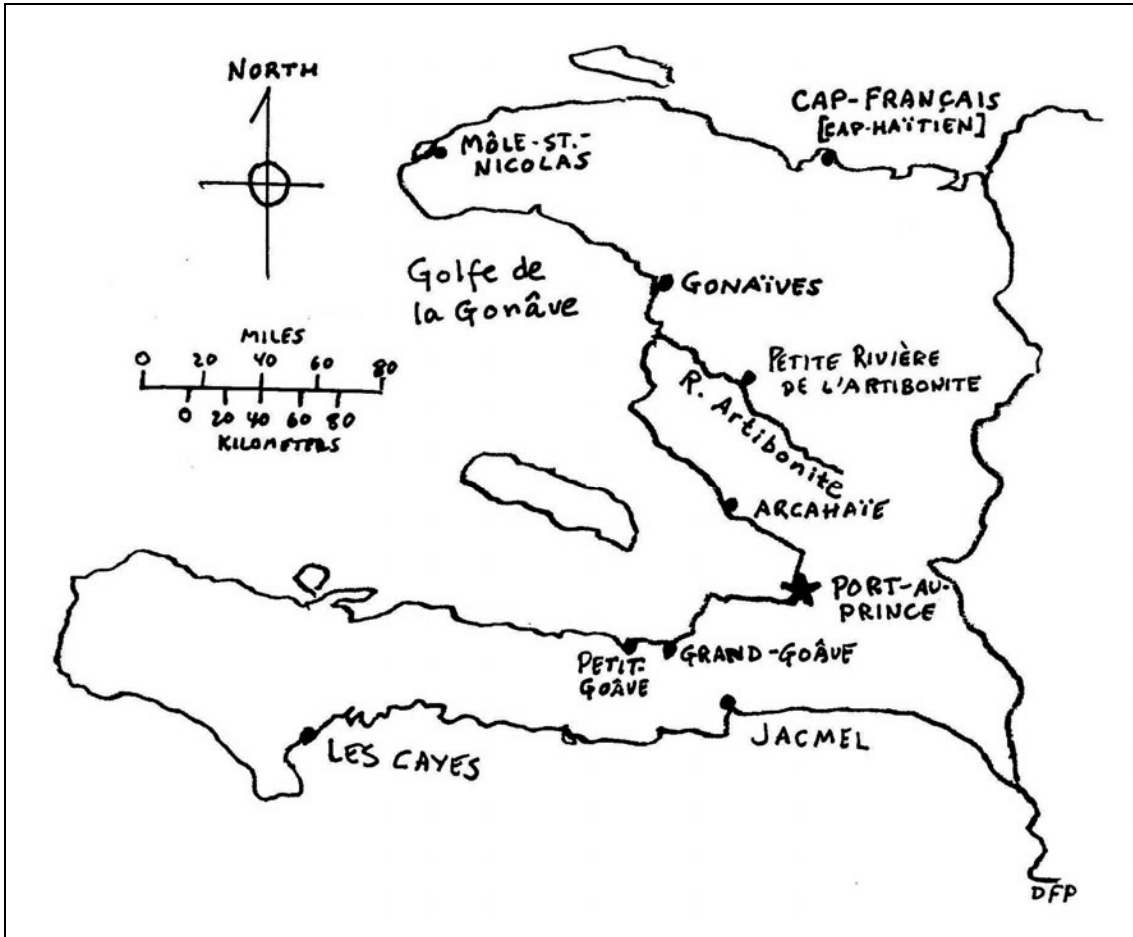 NORTH
CAP-FRANÇAIS
[CAP-HAÏTIEN]
MÔLE-ST.-
NICOLAS
Golfe de
la Gonâve
GONAÏVES
MILES
0 20 40 60 80
0 20 40 60 80
KILOMETERS
PETITE RIVIÈRE
DE L'ARTIBONITE
R. Artibonite
ARCAHAÏE
PORT-AU-
PRINCE
PETIT-
GOÂVE
GRAND-GOÂVE
JACMEL
LES CAYES
DFP